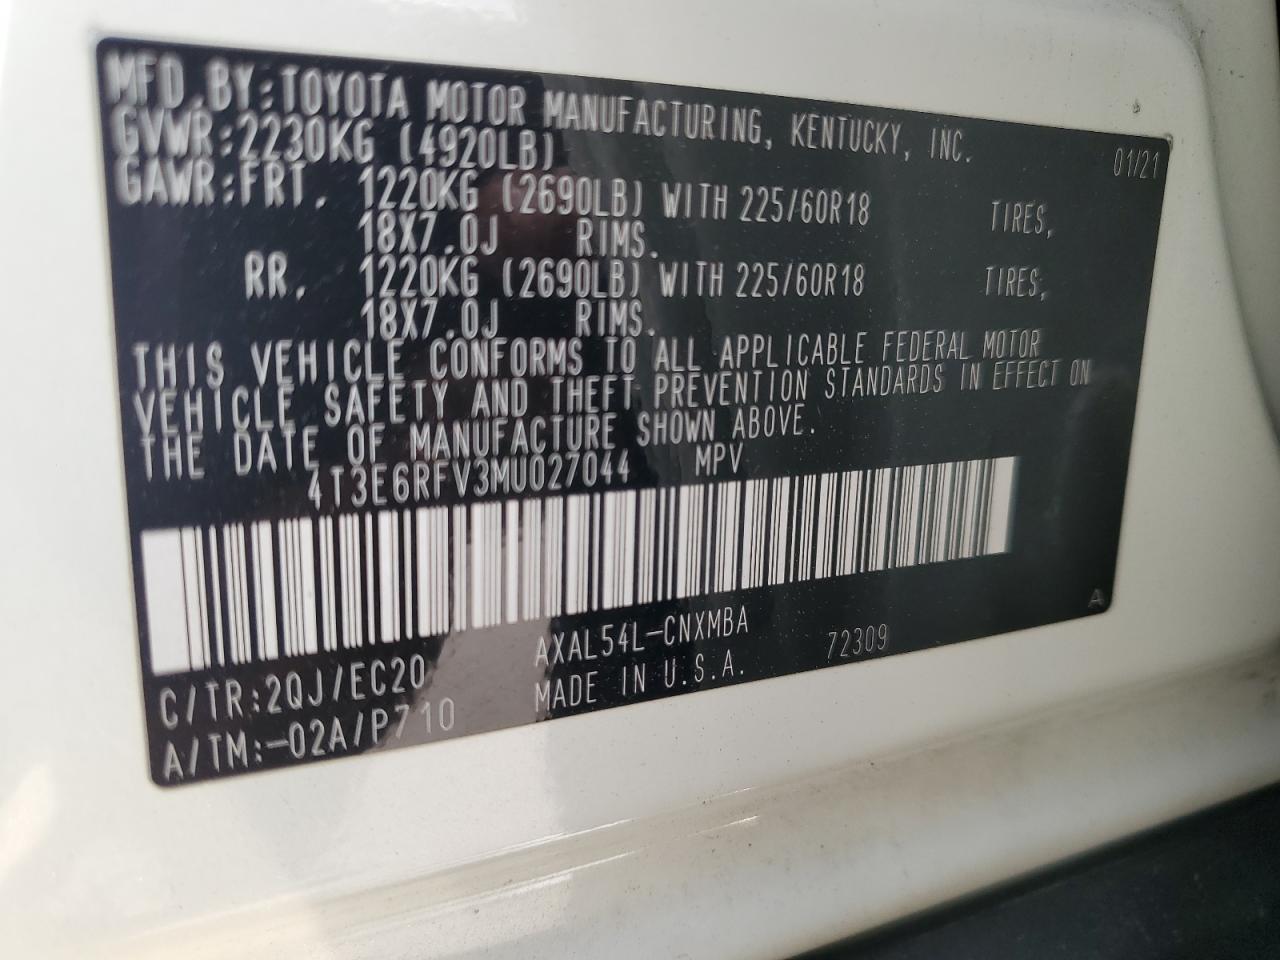 MFD.BY:TOYOTA MOTOR MANUFACTURING, KENTUCKY, INC. 01/21
GVWR:2230KG (4920LB)
GAWR:FRT. 1220KG (2690LB) WITH 225/60R18 TIRES,
18X7.0J RIMS.
RR. 1220KG (2690LB) WITH 225/60R18 TIRES,
18X7.0J RIMS.
THIS VEHICLE CONFORMS TO ALL APPLICABLE FEDERAL MOTOR
VEHICLE SAFETY AND THEFT PREVENTION STANDARDS IN EFFECT ON
THE DATE OF MANUFACTURE SHOWN ABOVE.
4T3E6RFV3MU027044 MPV
C/TR:2QJ/EC20 AXAL54L-CNXMBA 72309 A
A/TM:-02A/P710 MADE IN U.S.A.